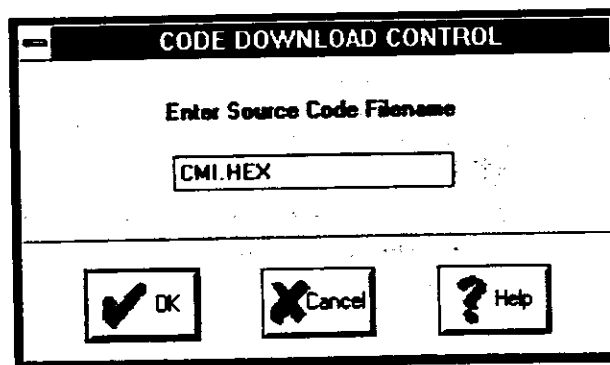 CODE DOWNLOAD CONTROL
Enter Source Code Filename
CMI.HEX
OK Cancel Help